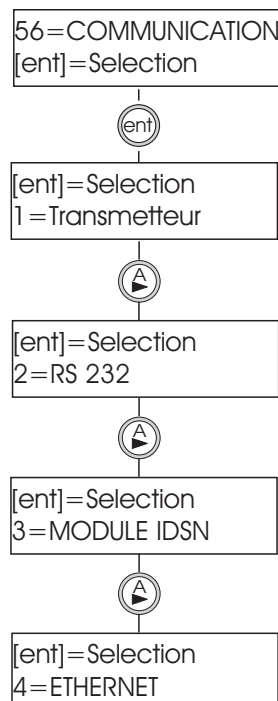 56=COMMUNICATION
[ent]=Selection
ent
[ent]=Selection
1=Transmetteur
A
[ent]=Selection
2=RS 232
A
[ent]=Selection
3=MODULE IDSN
A
[ent]=Selection
4=ETHERNET